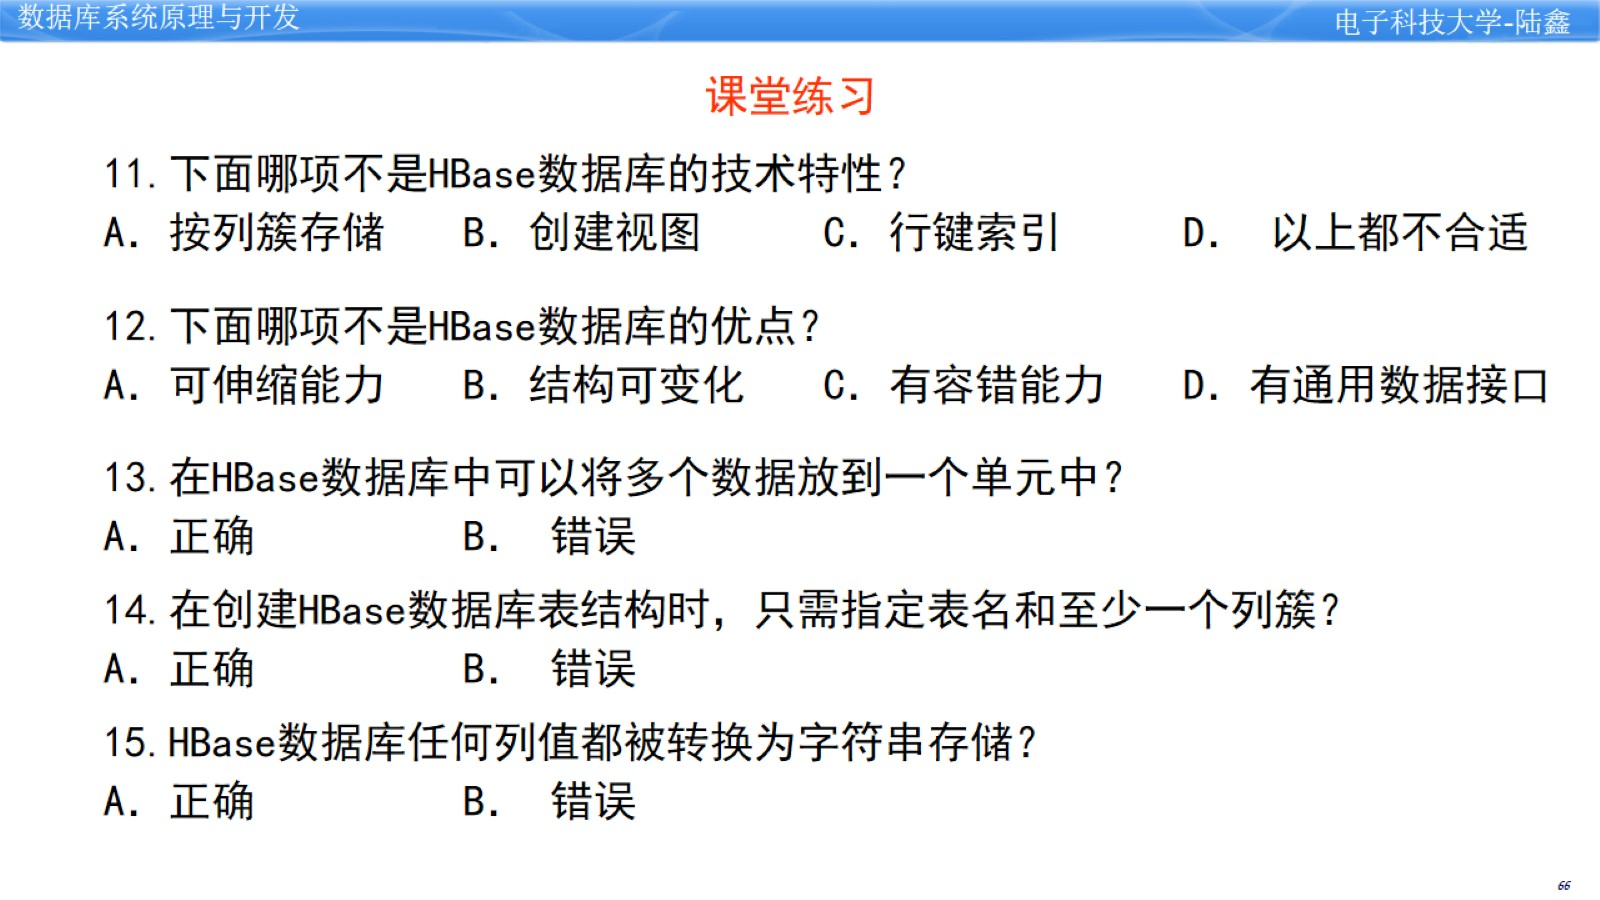 数据库系统原理与开发
电子科技大学-陆鑫
课堂练习
11.下面哪项不是HBase数据库的技术特性?
A. 按列簇存储 B. 创建视图 C. 行键索引 D. 以上都不合适
12.下面哪项不是HBase数据库的优点?
A. 可伸缩能力 B. 结构可变化 C. 有容错能力 D. 有通用数据接口
13.在HBase数据库中可以将多个数据放到一个单元中?
A. 正确 B. 错误
14.在创建HBase数据库表结构时，只需指定表名和至少一个列簇?
A. 正确 B. 错误
15.HBase数据库任何列值都被转换为字符串存储?
A. 正确 B. 错误
66